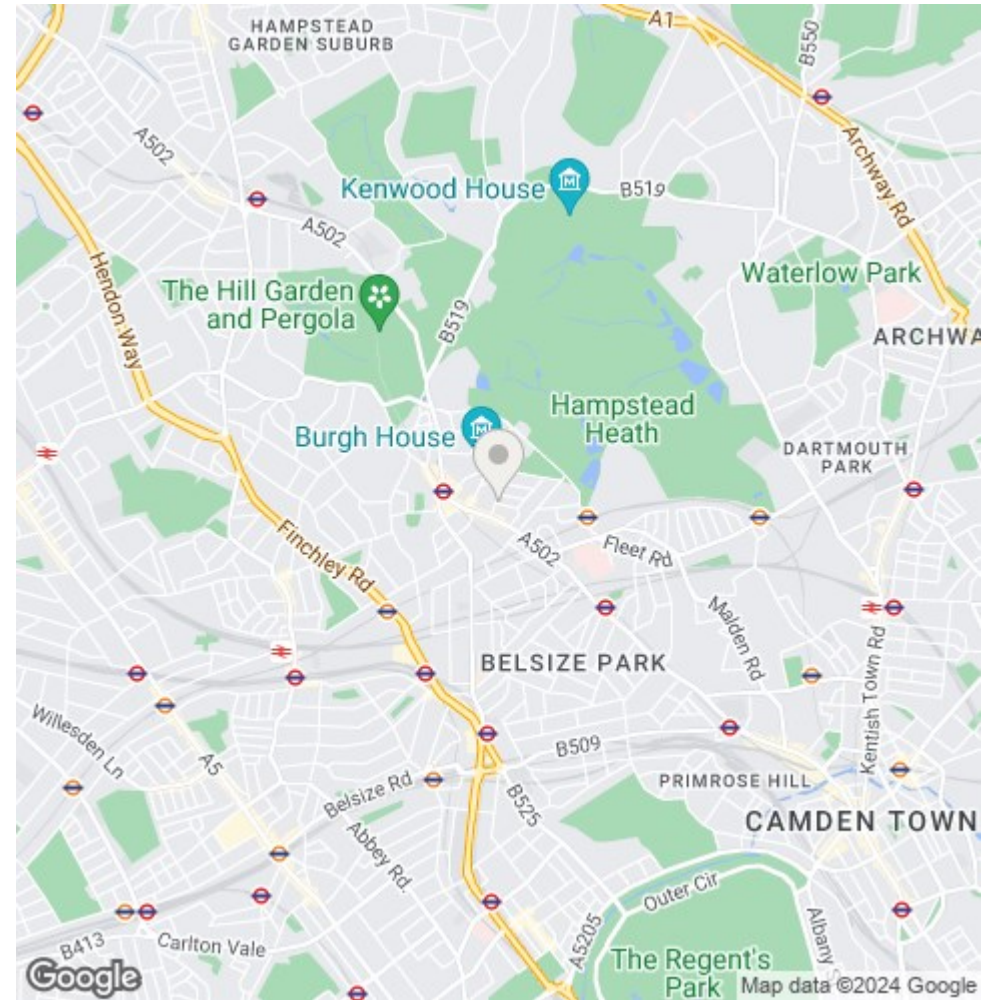 HAMPSTEAD
GARDEN SUBURB
A1
B550
A502
Kenwood House
B519
Archway Rd
A502
Hendon Way
The Hill Garden
and Pergola
B519
Waterlow Park
ARCHWA
Hampstead
Heath
Burgh House
DARTMOUTH
PARK
A502
Fleet Rd
Finchley Rd
Malden Rd
BELSIZE PARK
Kentish Town Rd
Willesden Ln
A5
B509
PRIMROSE HILL
Belsize Rd
B525
CAMDEN TOWN
Abbey Rd.
Outer Cir
Albany S
A5205
B413
Carlton Vale
The Regent's
Park
Google
Map data ©2024 Google